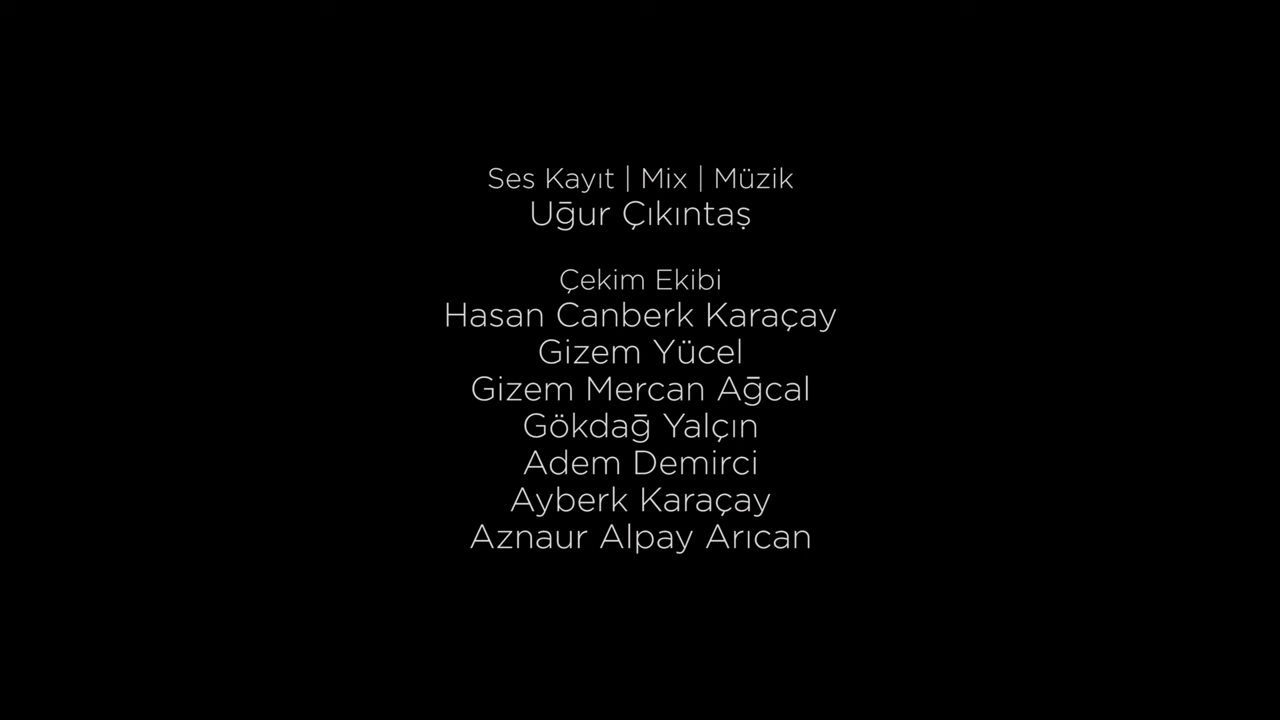 Ses Kayıt | Mix | Müzik
Uğur Çıkıntaş
Çekim Ekibi
Hasan Canberk Karaçay
Gizem Yücel
Gizem Mercan Ağcal
Gökdağ Yalçın
Adem Demirci
Ayberk Karaçay
Aznaur Alpay Arıcan